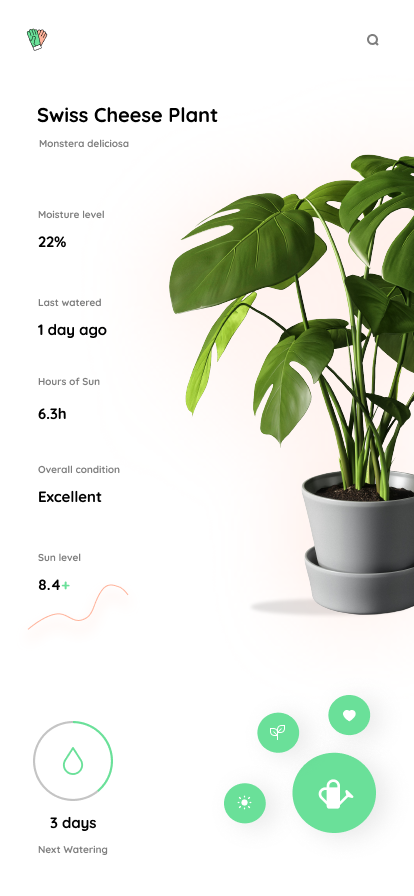 Swiss Cheese Plant
Monstera deliciosa
Moisture level
22%
Last watered
1 day ago
Hours of Sun
6.3h
Overall condition
Excellent
Sun level
8.4+
3 days
Next Watering